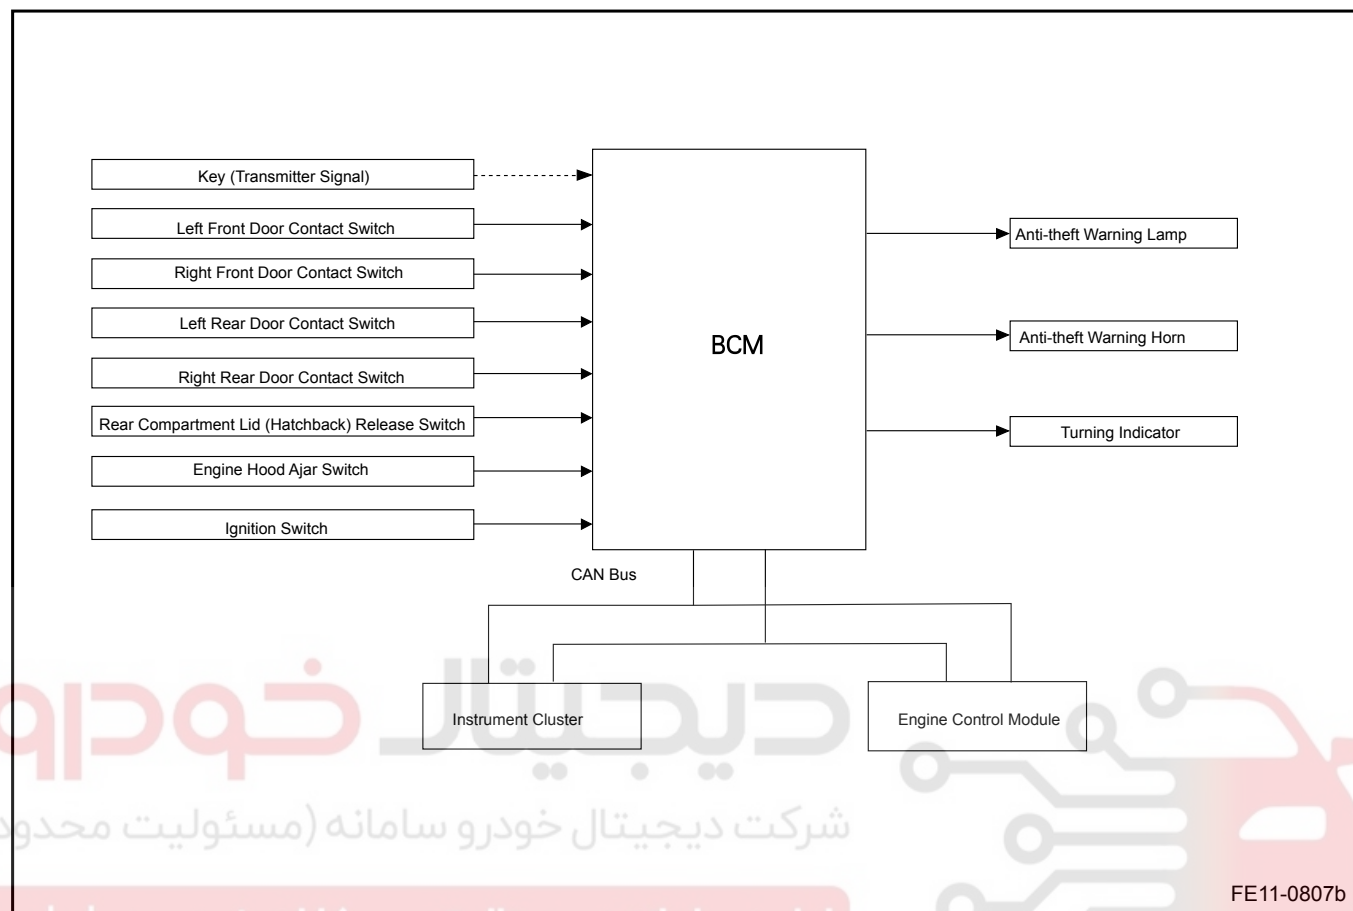 Key (Transmitter Signal)
Left Front Door Contact Switch
Right Front Door Contact Switch
Left Rear Door Contact Switch
Right Rear Door Contact Switch
Rear Compartment Lid (Hatchback) Release Switch
Engine Hood Ajar Switch
Ignition Switch
BCM
Anti-theft Warning Lamp
Anti-theft Warning Horn
Turning Indicator
CAN Bus
Instrument Cluster
Engine Control Module
دیجیتال خودرو
شرکت دیجیتال خودرو سامانه (مسئولیت محدود
FE11-0807b